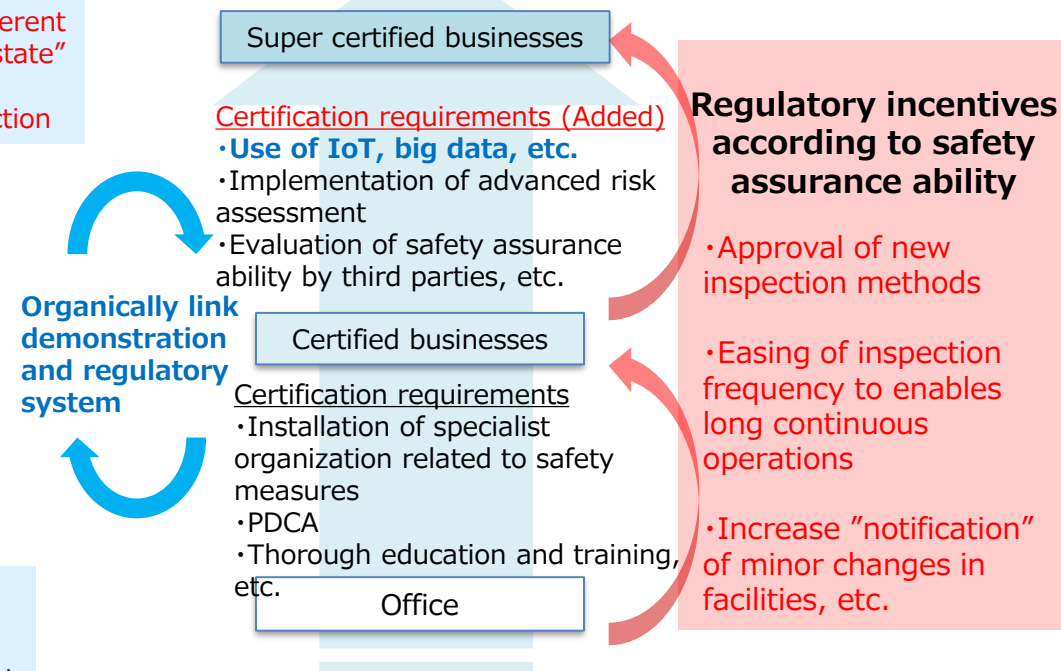 erent
state”
ction
Super certified businesses
Certification requirements (Added)
・Use of IoT, big data, etc.
・Implementation of advanced risk
assessment
・Evaluation of safety assurance
ability by third parties, etc.
Organically link
demonstration
and regulatory
system
Certified businesses
Certification requirements
・Installation of specialist
organization related to safety
measures
・PDCA
・Thorough education and training,
etc.
Office
Regulatory incentives
according to safety
assurance ability
・Approval of new
inspection methods
・Easing of inspection
frequency to enables
long continuous
operations
・Increase ”notification”
of minor changes in
facilities, etc.